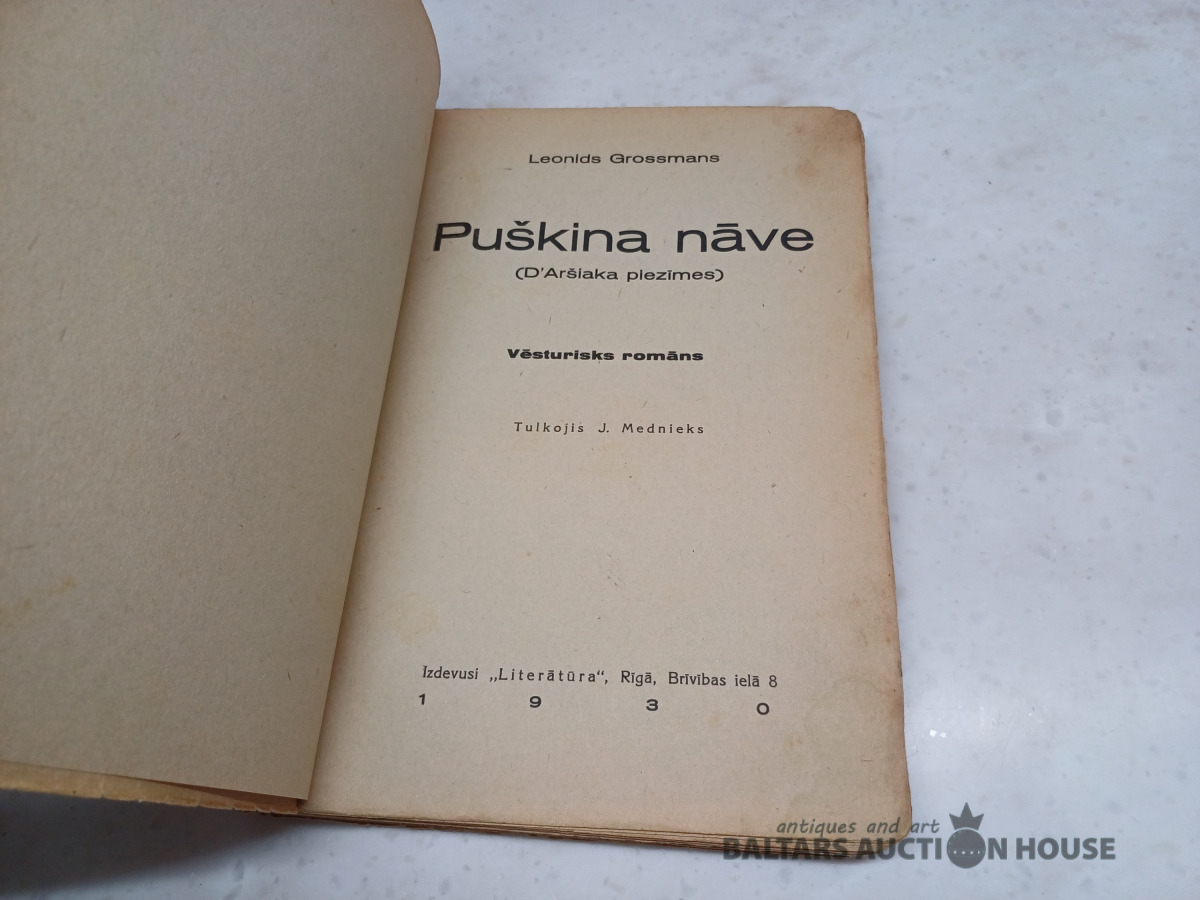 Leonids Grossmans
Puškina nāve
(D'Aršiaka piezīmes)
Vēsturisks romāns
Tulkojis J. Mednieks
Izdevusi „Literātūra“, Rīgā, Brīvības ielā 8
1 9 3 0
antiques and art
BALTARS AUCTION HOUSE